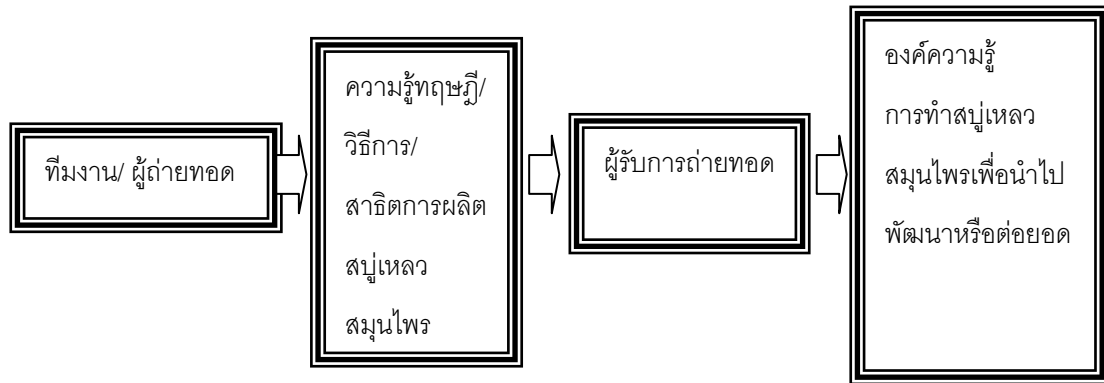 ทีมงาน/ ผู้ถ่ายทอด
ความรู้ทฤษฎี/
วิธีการ/
สาธิตการผลิต
สบู่เหลว
สมุนไพร
ผู้รับการถ่ายทอด
องค์ความรู้
การทำสบู่เหลว
สมุนไพรเพื่อนำไป
พัฒนาหรือต่อยอด